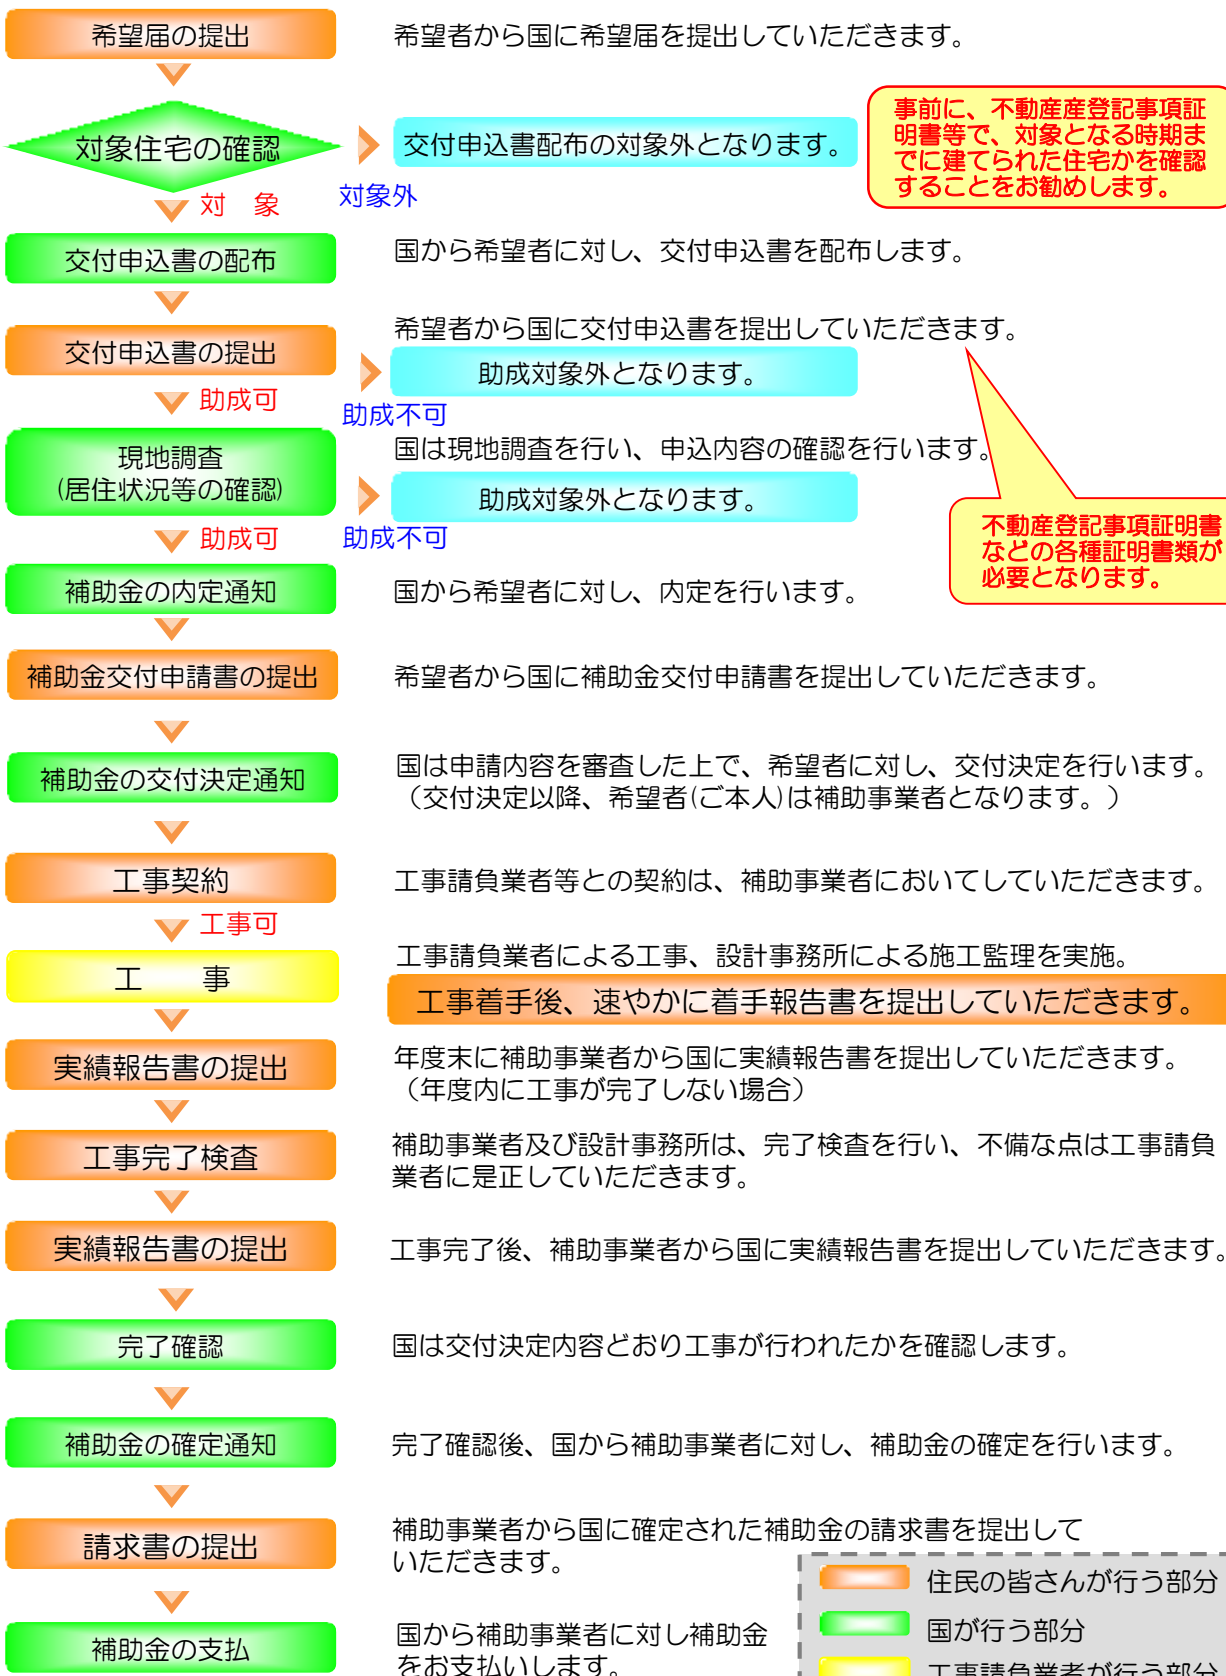 希望届の提出
希望者から国に希望届を提出していただきます。
対象住宅の確認
交付申込書配布の対象外となります。
事前に、不動産産登記事項証
明書等で、対象となる時期ま
でに建てられた住宅かを確認
することをお勧めします。
対　象
対象外
交付申込書の配布
国から希望者に対し、交付申込書を配布します。
交付申込書の提出
希望者から国に交付申込書を提出していただきます。
助成対象外となります。
助成可
助成不可
現地調査
(居住状況等の確認)
国は現地調査を行い、申込内容の確認を行います。
助成対象外となります。
不動産登記事項証明書
などの各種証明書類が
必要となります。
助成可
助成不可
補助金の内定通知
国から希望者に対し、内定を行います。
補助金交付申請書の提出
希望者から国に補助金交付申請書を提出していただきます。
補助金の交付決定通知
国は申請内容を審査した上で、希望者に対し、交付決定を行います。
（交付決定以降、希望者(ご本人)は補助事業者となります。）
工事契約
工事請負業者等との契約は、補助事業者においてしていただきます。
工事可
工　　事
工事請負業者による工事、設計事務所による施工監理を実施。
工事着手後、速やかに着手報告書を提出していただきます。
実績報告書の提出
年度末に補助事業者から国に実績報告書を提出していただきます。
（年度内に工事が完了しない場合）
工事完了検査
補助事業者及び設計事務所は、完了検査を行い、不備な点は工事請負
業者に是正していただきます。
実績報告書の提出
工事完了後、補助事業者から国に実績報告書を提出していただきます。
完了確認
国は交付決定内容どおり工事が行われたかを確認します。
補助金の確定通知
完了確認後、国から補助事業者に対し、補助金の確定を行います。
請求書の提出
補助事業者から国に確定された補助金の請求書を提出して
いただきます。
補助金の支払
国から補助事業者に対し補助金
をお支払いします。
住民の皆さんが行う部分
国が行う部分
工事請負業者が行う部分